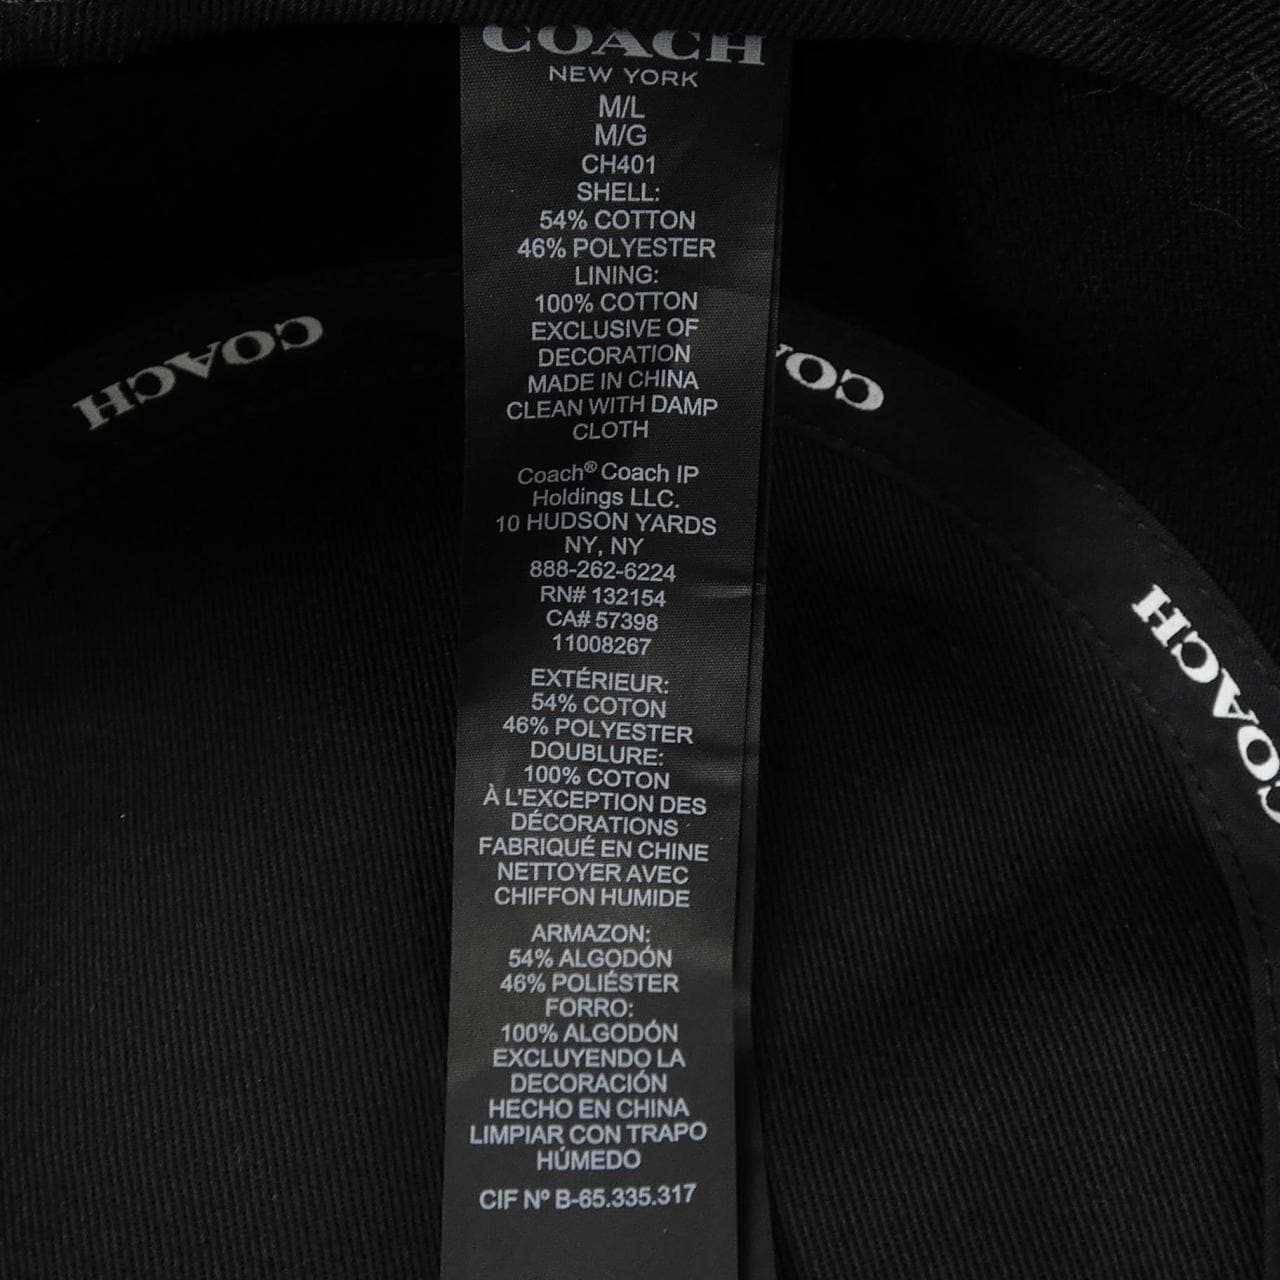 COACH
NEW YORK
M/L
M/G
CH401
SHELL:
54% COTTON
46% POLYESTER
LINING:
100% COTTON
EXCLUSIVE OF
DECORATION
MADE IN CHINA
CLEAN WITH DAMP
CLOTH
Coach® Coach IP
Holdings LLC.
10 HUDSON YARDS
NY, NY
888-262-6224
RN# 132154
CA# 57398
11008267
EXTÉRIEUR:
54% COTON
46% POLYESTER
DOUBLURE:
100% COTON
À L'EXCEPTION DES
DÉCORATIONS
FABRIQUÉ EN CHINE
NETTOYER AVEC
CHIFFON HUMIDE
ARMAZON:
54% ALGODÓN
46% POLIÉSTER
FORRO:
100% ALGODÓN
EXCLUYENDO LA
DECORACIÓN
HECHO EN CHINA
LIMPIAR CON TRAPO
HÚMEDO
CIF Nº B-65.335.317
COACH
CO
COACH